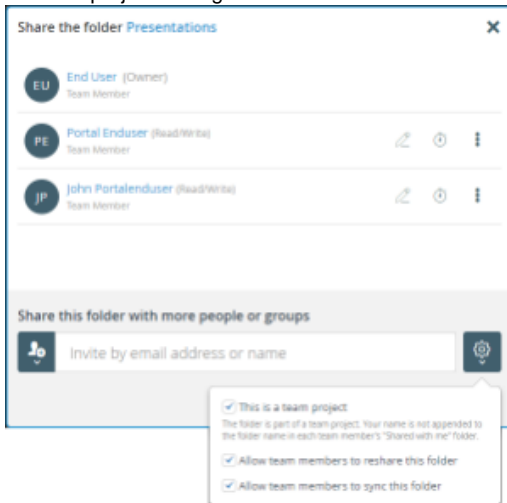 Share the folder Presentations
EU
End User (Owner)
Team Member
PE
Portal Enduser (Read/Write)
Team Member
JP
John Portalenduser (Read/Write)
Team Member
Share this folder with more people or groups
Invite by email address or name
This is a team project
The folder is part of a team project. Your name is not appended to
the folder name in each team member's "Shared with me" folder.
Allow team members to reshare this folder
Allow team members to sync this folder